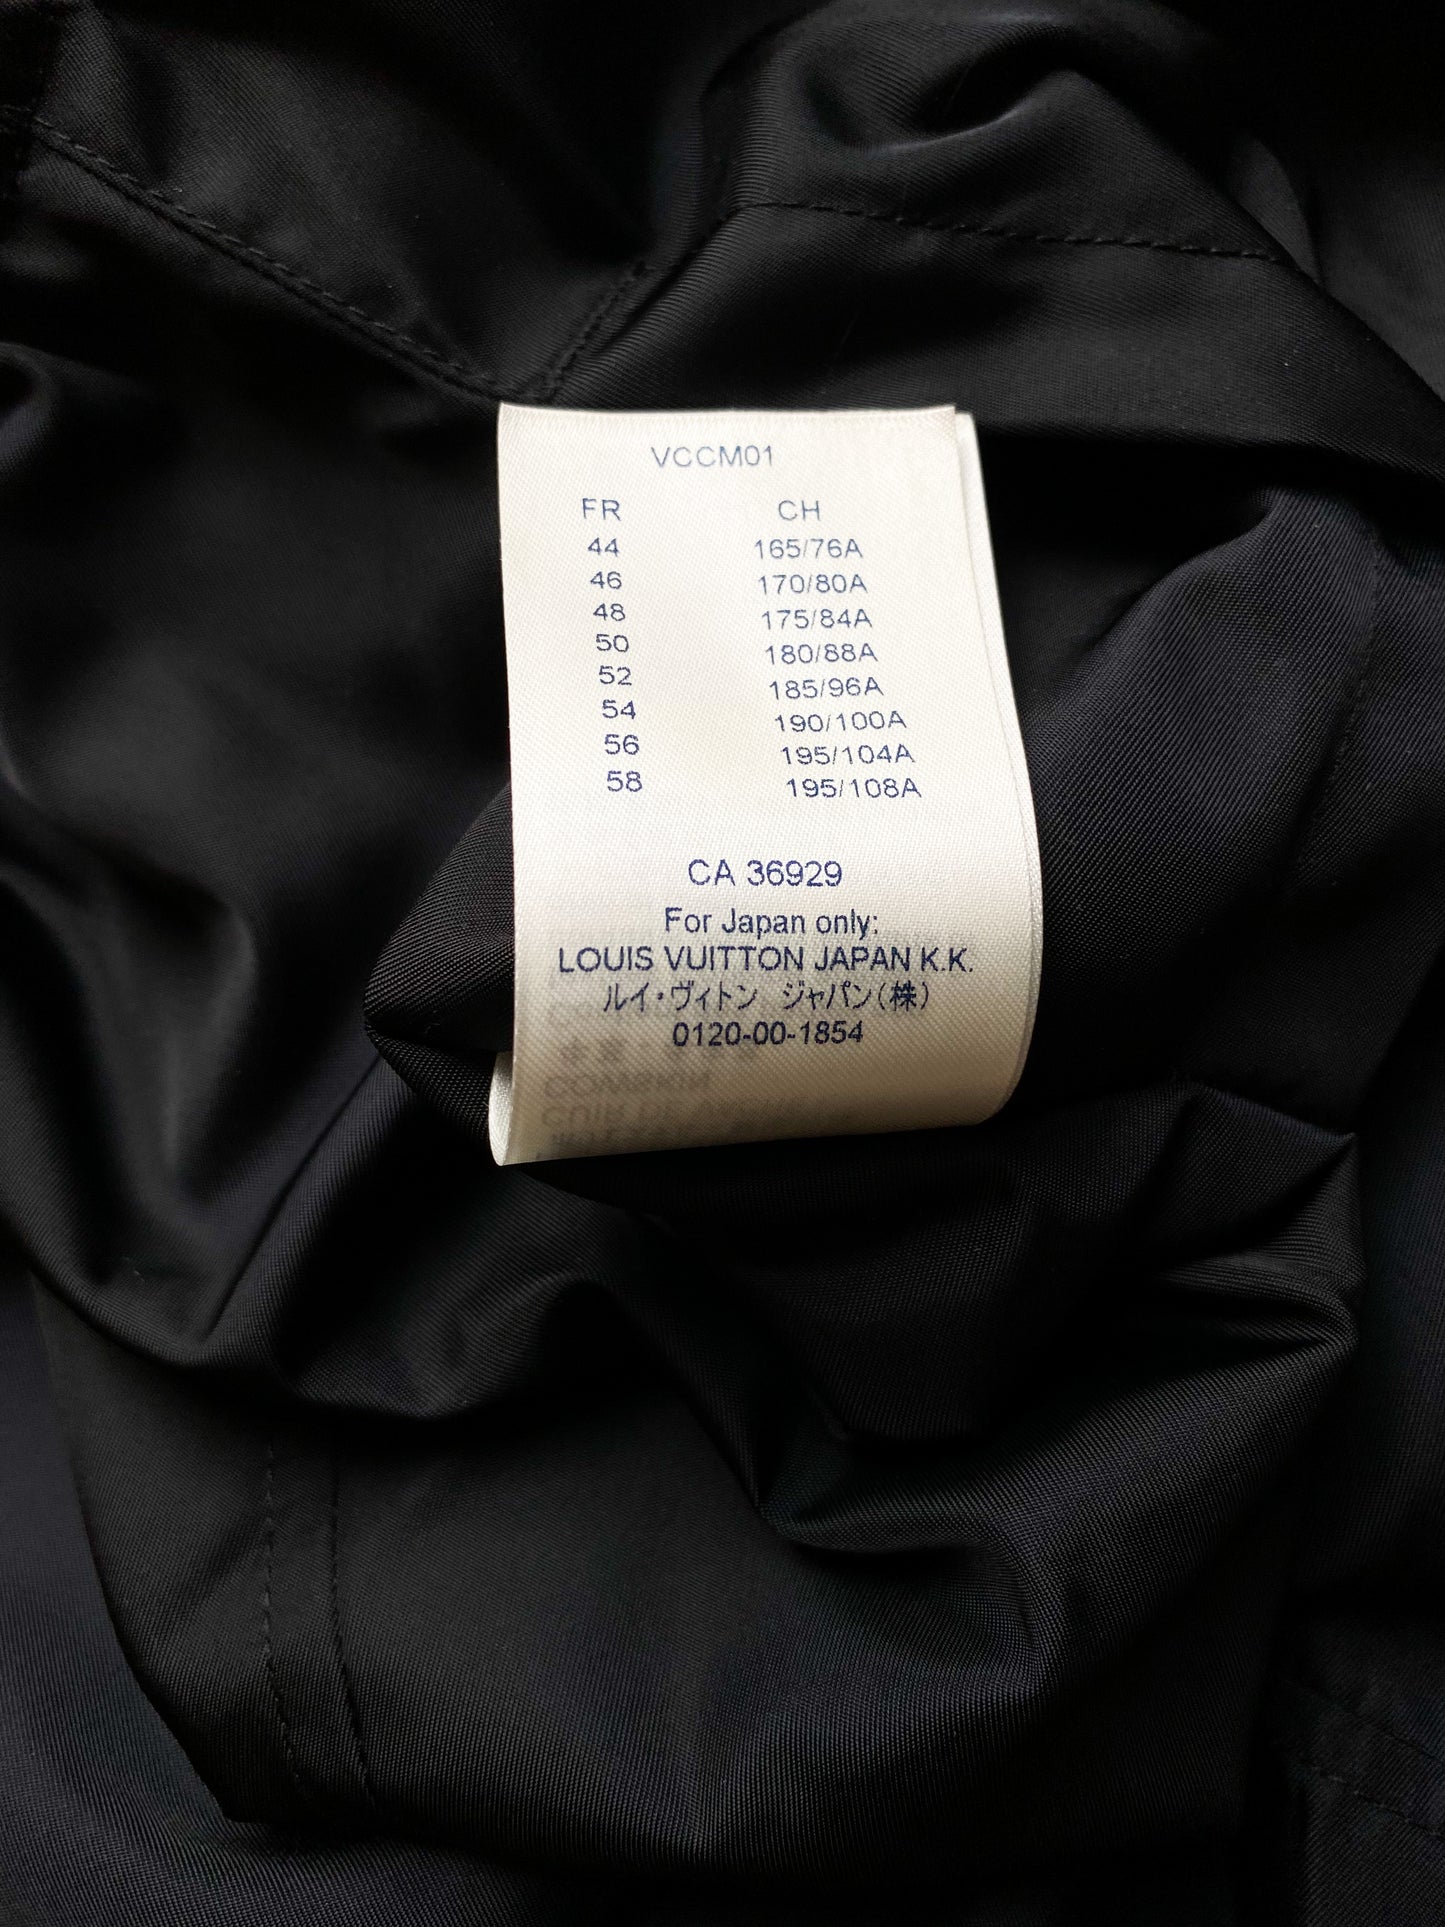 VCCM01
FR CH
44 165/76A
46 170/80A
48 175/84A
50 180/88A
52 185/96A
54 190/100A
56 195/104A
58 195/108A
CA 36929
For Japan only:
LOUIS VUITTON JAPAN K.K.
ルイ・ヴィトン ジャパン(株)
0120-00-1854